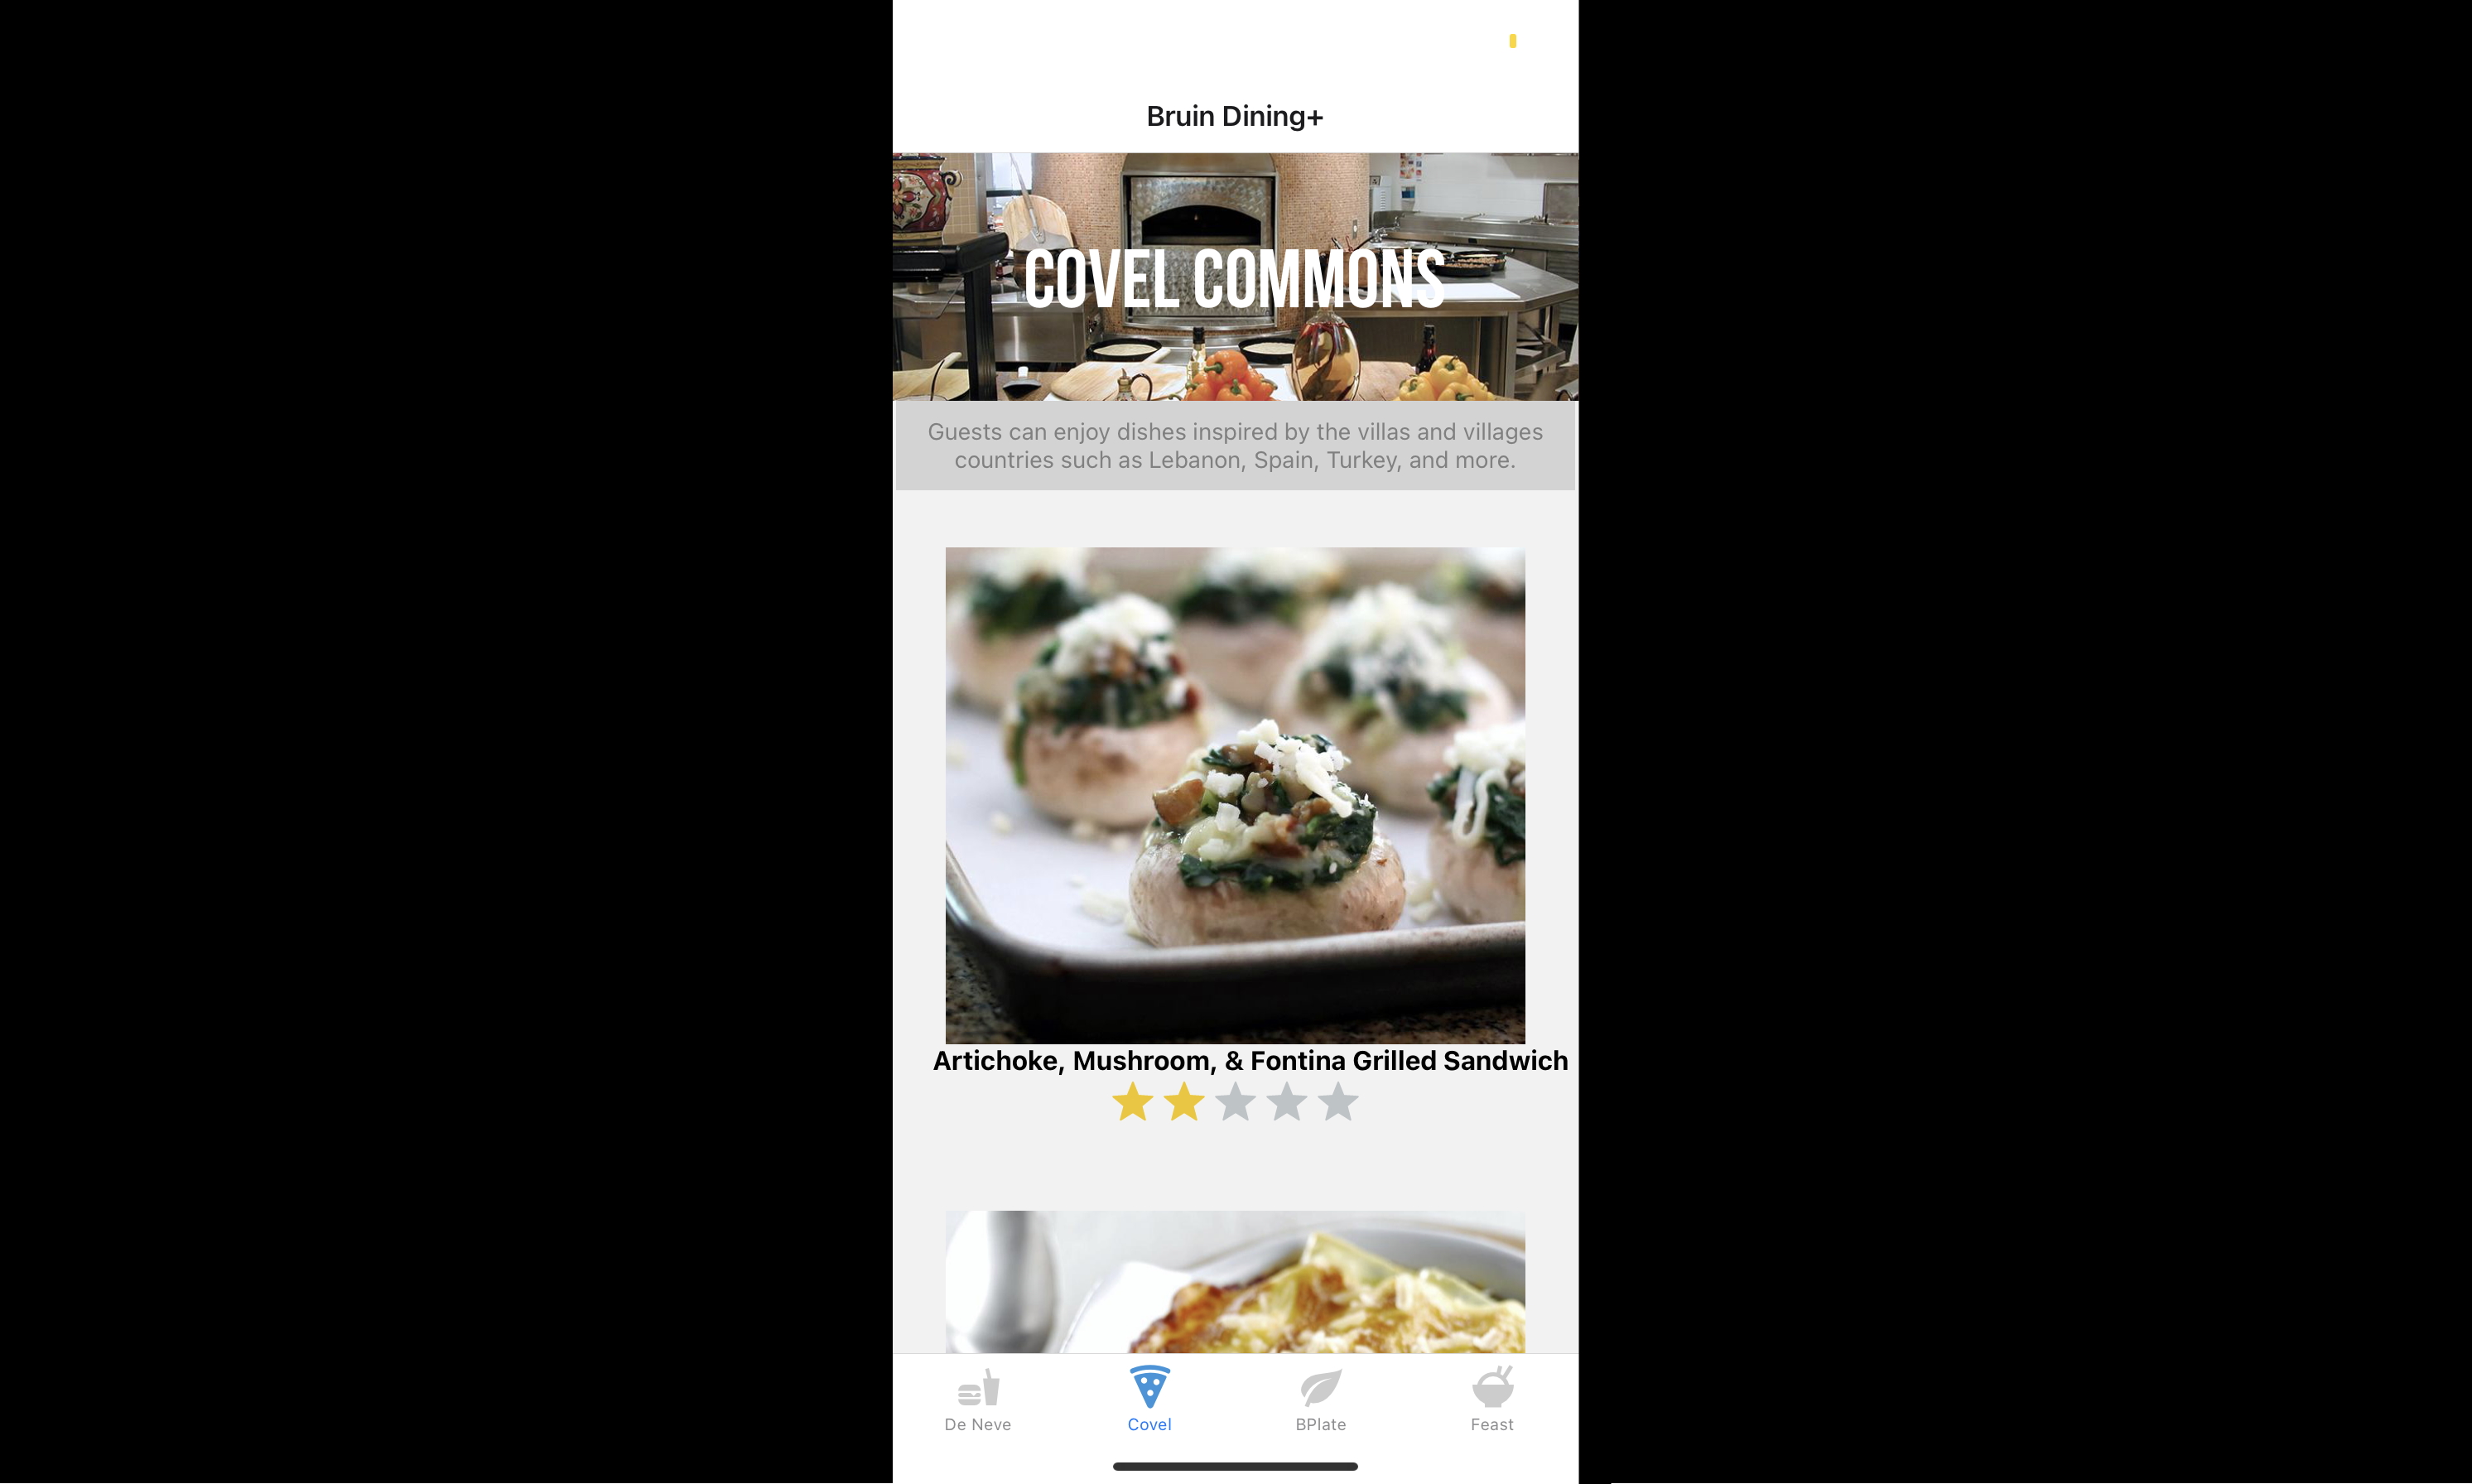 Bruin Dining+
COVEL COMMONS
Guests can enjoy dishes inspired by the villas and villages
countries such as Lebanon, Spain, Turkey, and more.
Artichoke, Mushroom, & Fontina Grilled Sandwich
De Neve
Covel
BPlate
Feast